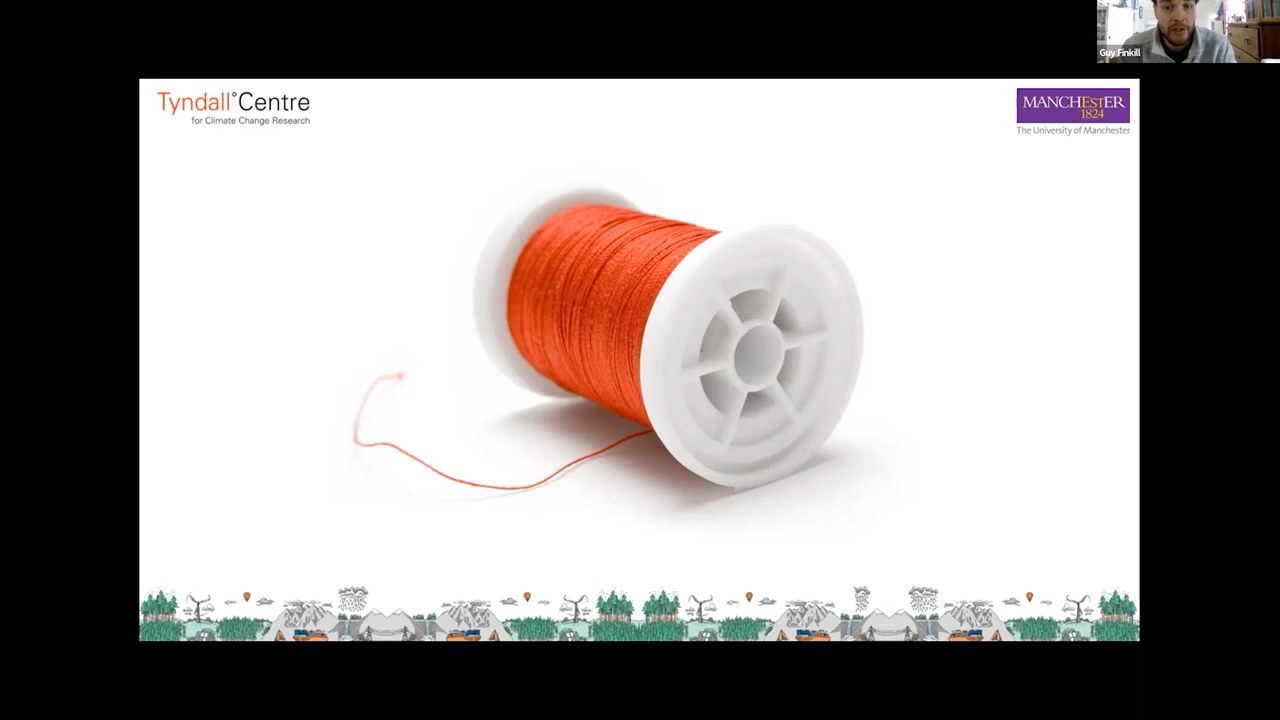 Guy Finkill
Tyndall°Centre
for Climate Change Research
MANCHESTER
1824
The University of Manchester